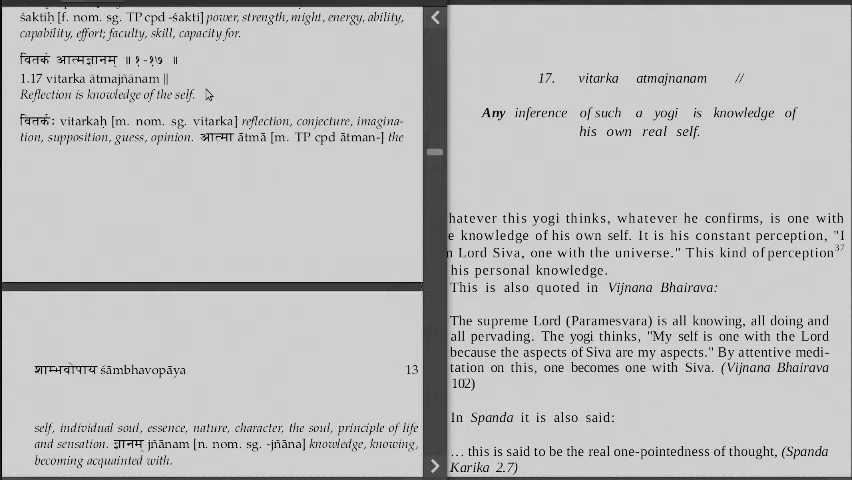 śaktiḥ [f. nom. sg. TP cpd -śakti] power, strength, might, energy, ability,
capability, effort; faculty, skill, capacity for.
वितर्क आत्मज्ञानम् ॥ १-१७ ॥
1.17 vitarka ātmajñānam ||
Reflection is knowledge of the self.
वितर्कः vitarkaḥ [m. nom. sg. vitarka] reflection, conjecture, imagina-
tion, supposition, guess, opinion. आत्मा ātmā [m. TP cpd ātman-] the
शाम्भवोपाय śāmbhavopāya 13
self, individual soul, essence, nature, character, the soul, principle of life
and sensation. ज्ञानम् jñānam [n. nom. sg. -jñāna] knowledge, knowing,
becoming acquainted with.
17. vitarka atmajnanam //
Any inference of such a yogi is knowledge of
his own real self.
hatever this yogi thinks, whatever he confirms, is one with
e knowledge of his own self. It is his constant perception, "I
n Lord Siva, one with the universe." This kind of perception37
his personal knowledge.
This is also quoted in Vijnana Bhairava:
The supreme Lord (Paramesvara) is all knowing, all doing and
all pervading. The yogi thinks, "My self is one with the Lord
because the aspects of Siva are my aspects." By attentive medi-
tation on this, one becomes one with Siva. (Vijnana Bhairava
102)
In Spanda it is also said:
... this is said to be the real one-pointedness of thought, (Spanda
Karika 2.7)